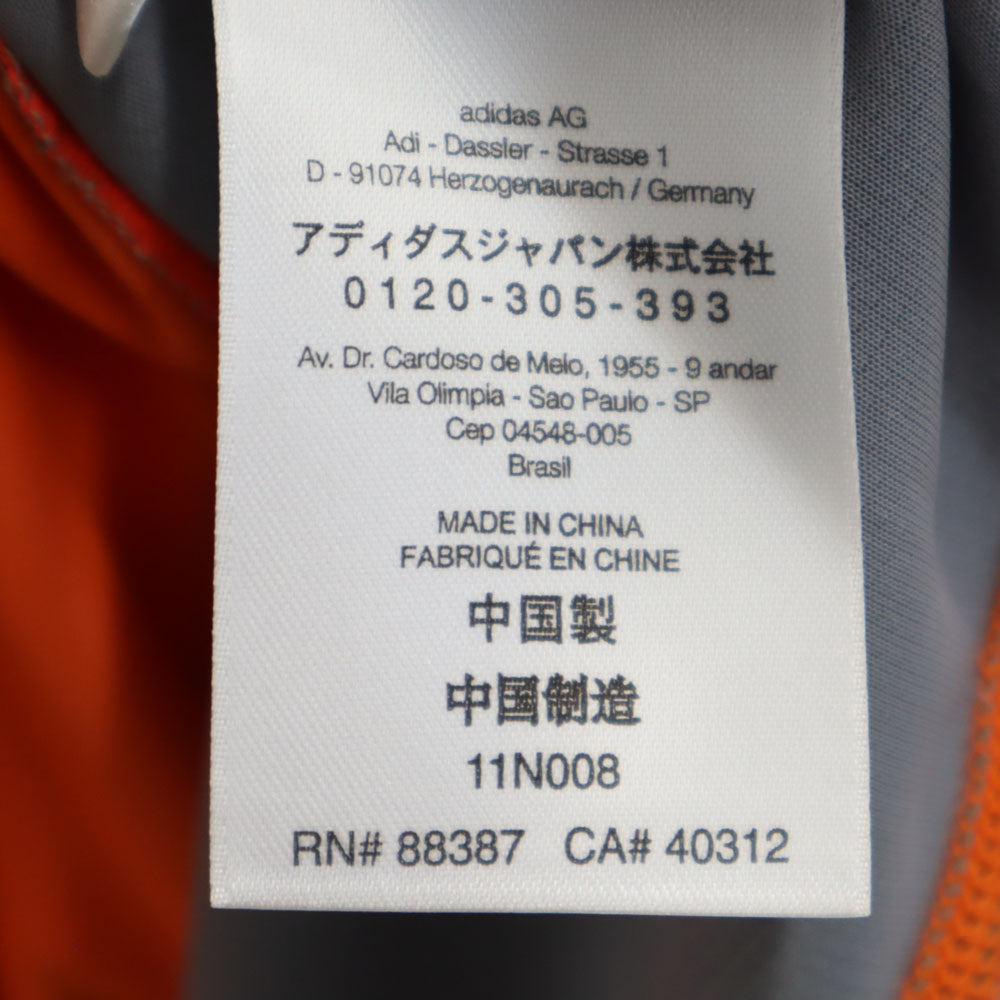 adidas AG
Adi - Dassler - Strasse 1
D - 91074 Herzogenaurach / Germany
アディダスジャパン株式会社
0120-305-393
Av. Dr. Cardoso de Melo, 1955 - 9 andar
Vila Olimpia - Sao Paulo - SP
Cep 04548-005
Brasil
MADE IN CHINA
FABRIQUÉ EN CHINE
中国製
中国制造
11N008
RN# 88387 CA# 40312